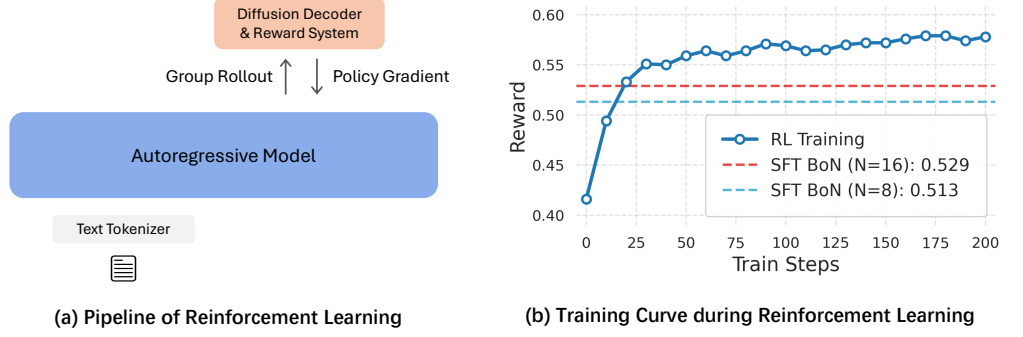 Diffusion Decoder
& Reward System
Group Rollout
Policy Gradient
Autoregressive Model
Text Tokenizer
(a) Pipeline of Reinforcement Learning
0.60
0.55
0.50
0.45
0.40
Reward
RL Training
SFT BoN (N=16): 0.529
SFT BoN (N=8): 0.513
0 25 50 75 100 125 150 175 200
Train Steps
(b) Training Curve during Reinforcement Learning